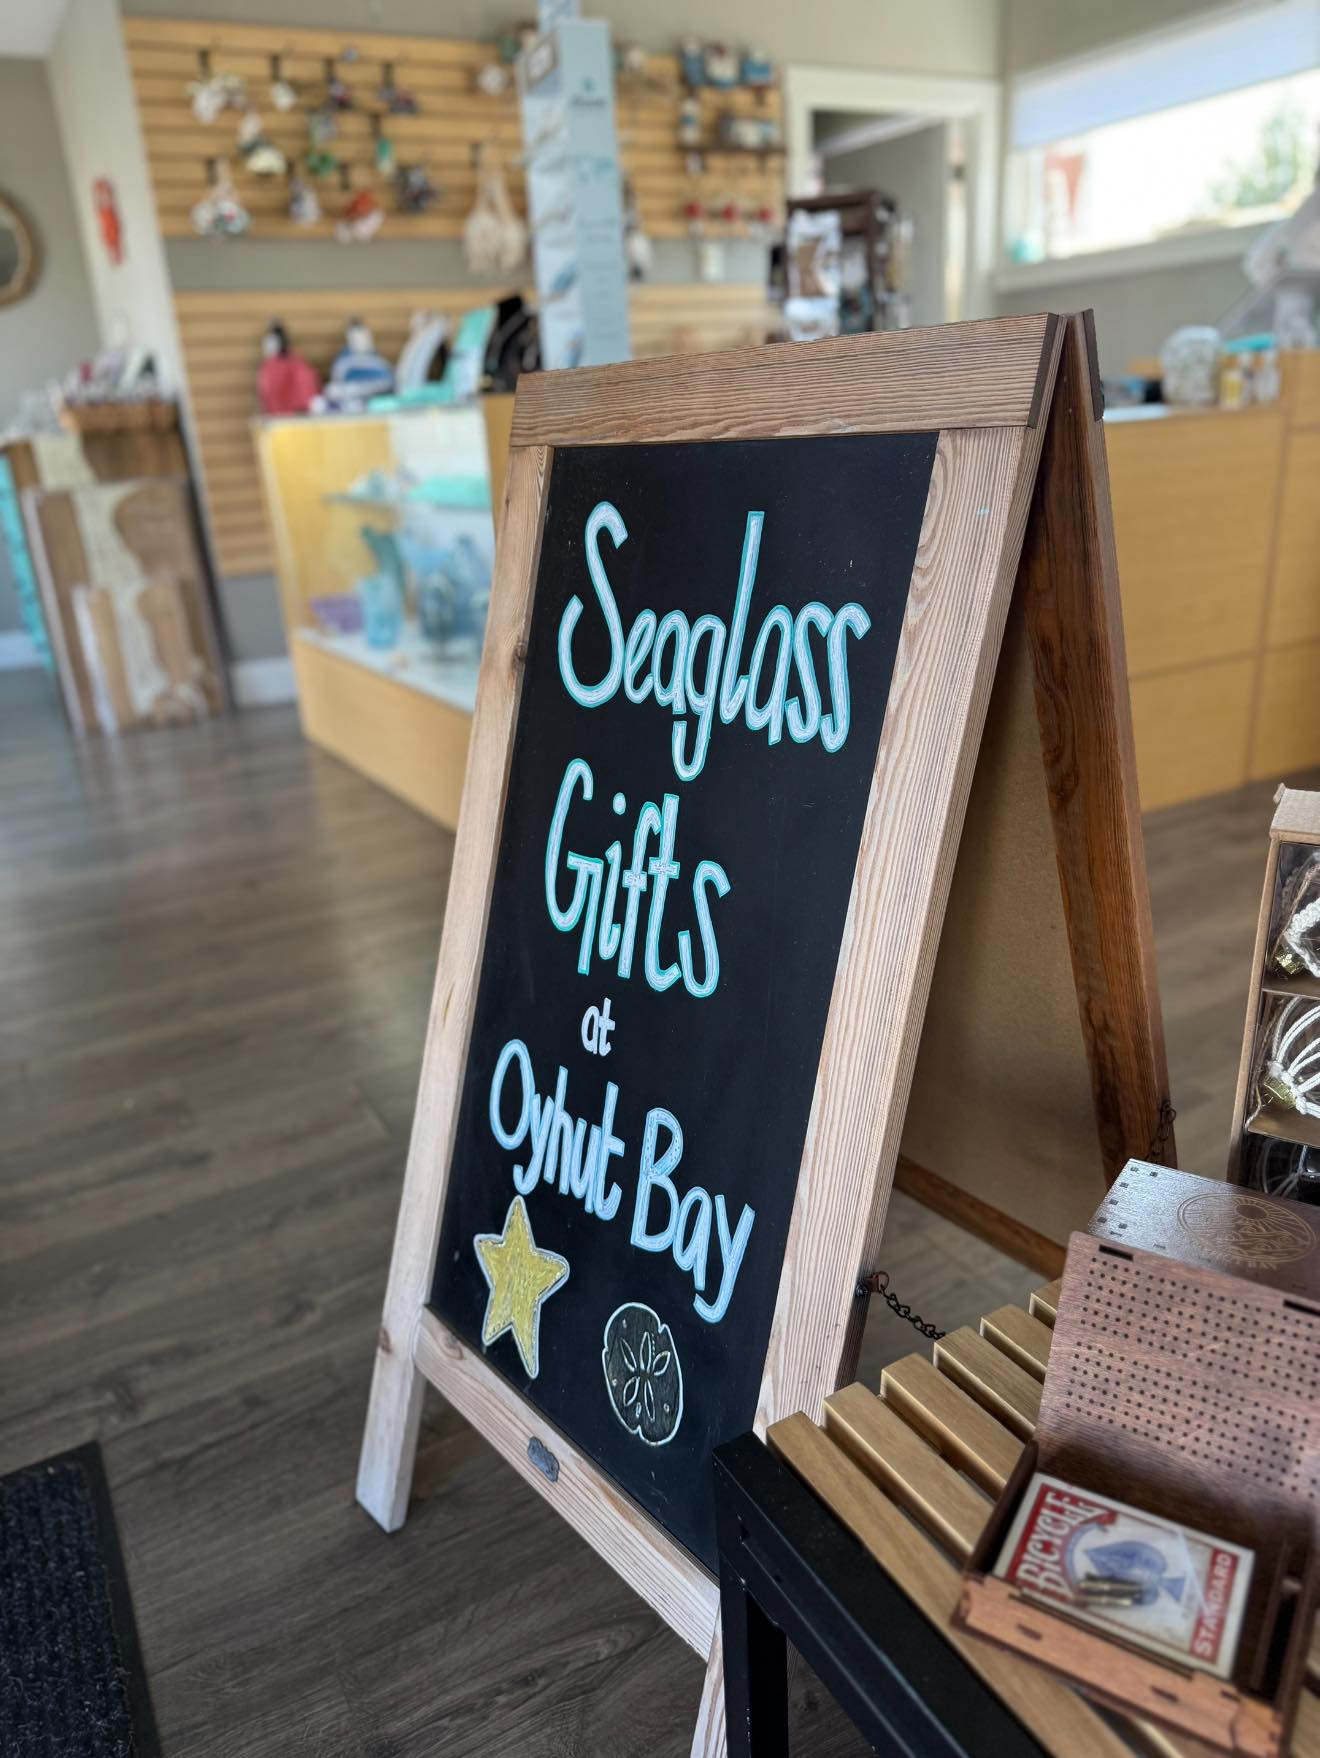 Seaglass
Gifts
at
Oyhut Bay
BICYCLE
STANDARD